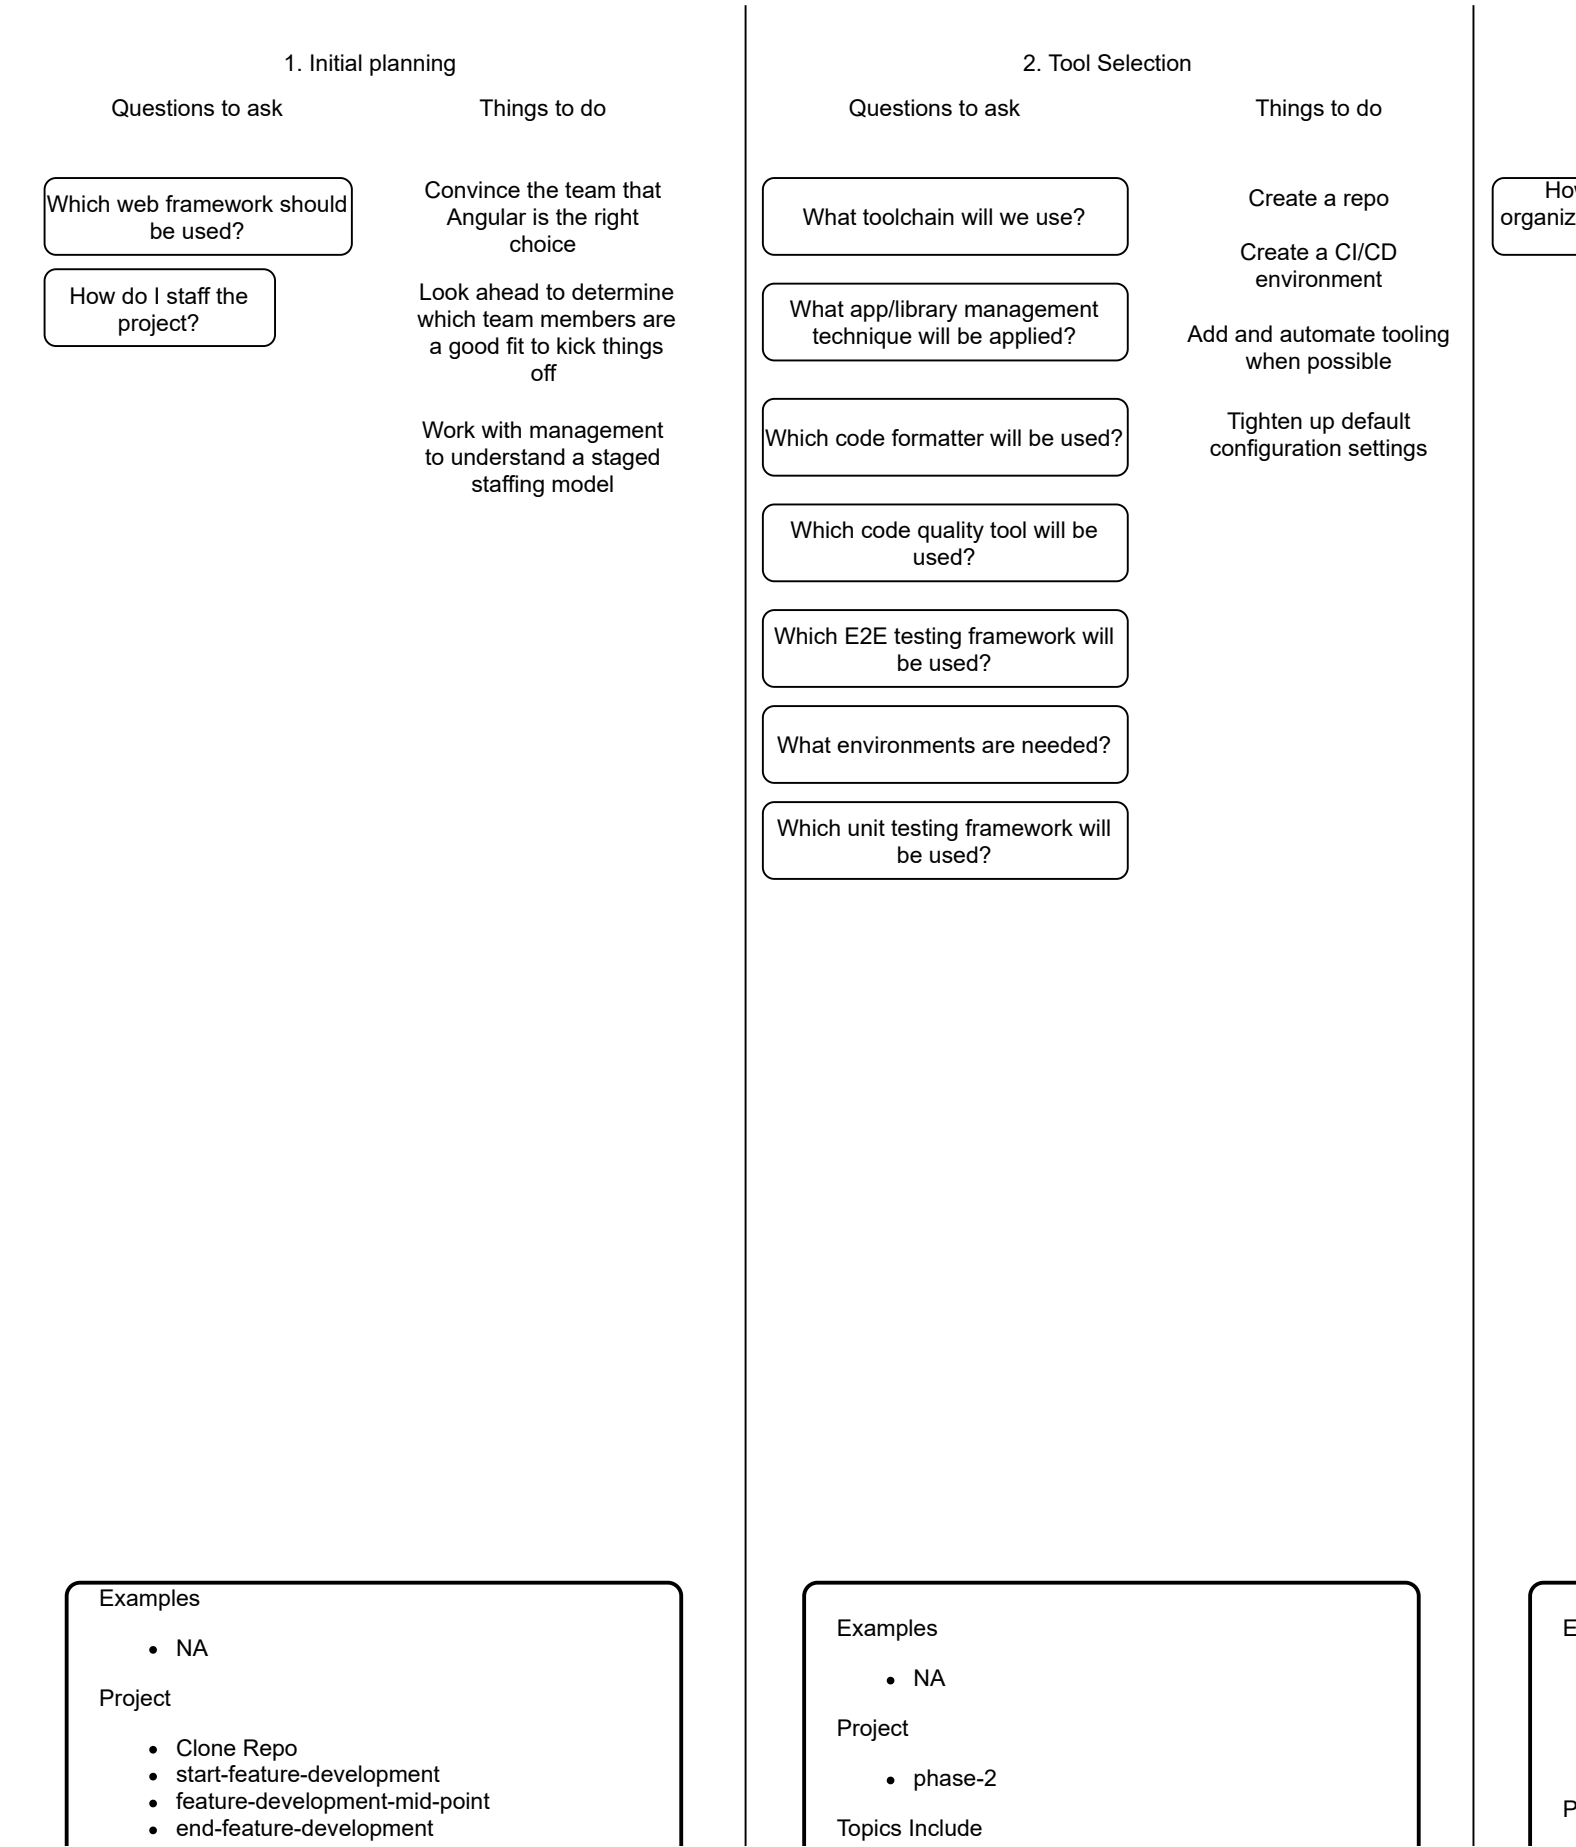 1. Initial planning
Questions to ask
Things to do
Which web framework should
be used?
How do I staff the
project?
Convince the team that
Angular is the right
choice
Look ahead to determine
which team members are
a good fit to kick things
off
Work with management
to understand a staged
staffing model
Examples
NA
Project
Clone Repo
start-feature-development
feature-development-mid-point
end-feature-development
2. Tool Selection
Questions to ask
Things to do
What toolchain will we use?
What app/library management
technique will be applied?
Which code formatter will be used?
Which code quality tool will be
used?
Which E2E testing framework will
be used?
What environments are needed?
Which unit testing framework will
be used?
Create a repo
Create a CI/CD
environment
Add and automate tooling
when possible
Tighten up default
configuration settings
Examples
NA
Project
phase-2
Topics Include